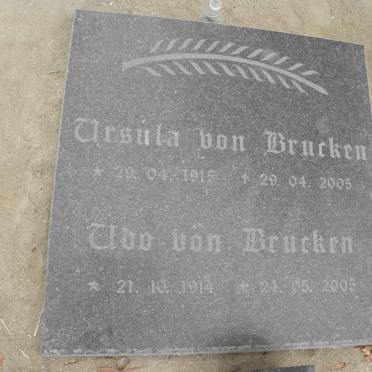 Ursula von Brucken
* 29. 04. 1915 † 29. 04. 2005
Udo von Brucken
* 21. 10. 1914 † 24. 05. 2005